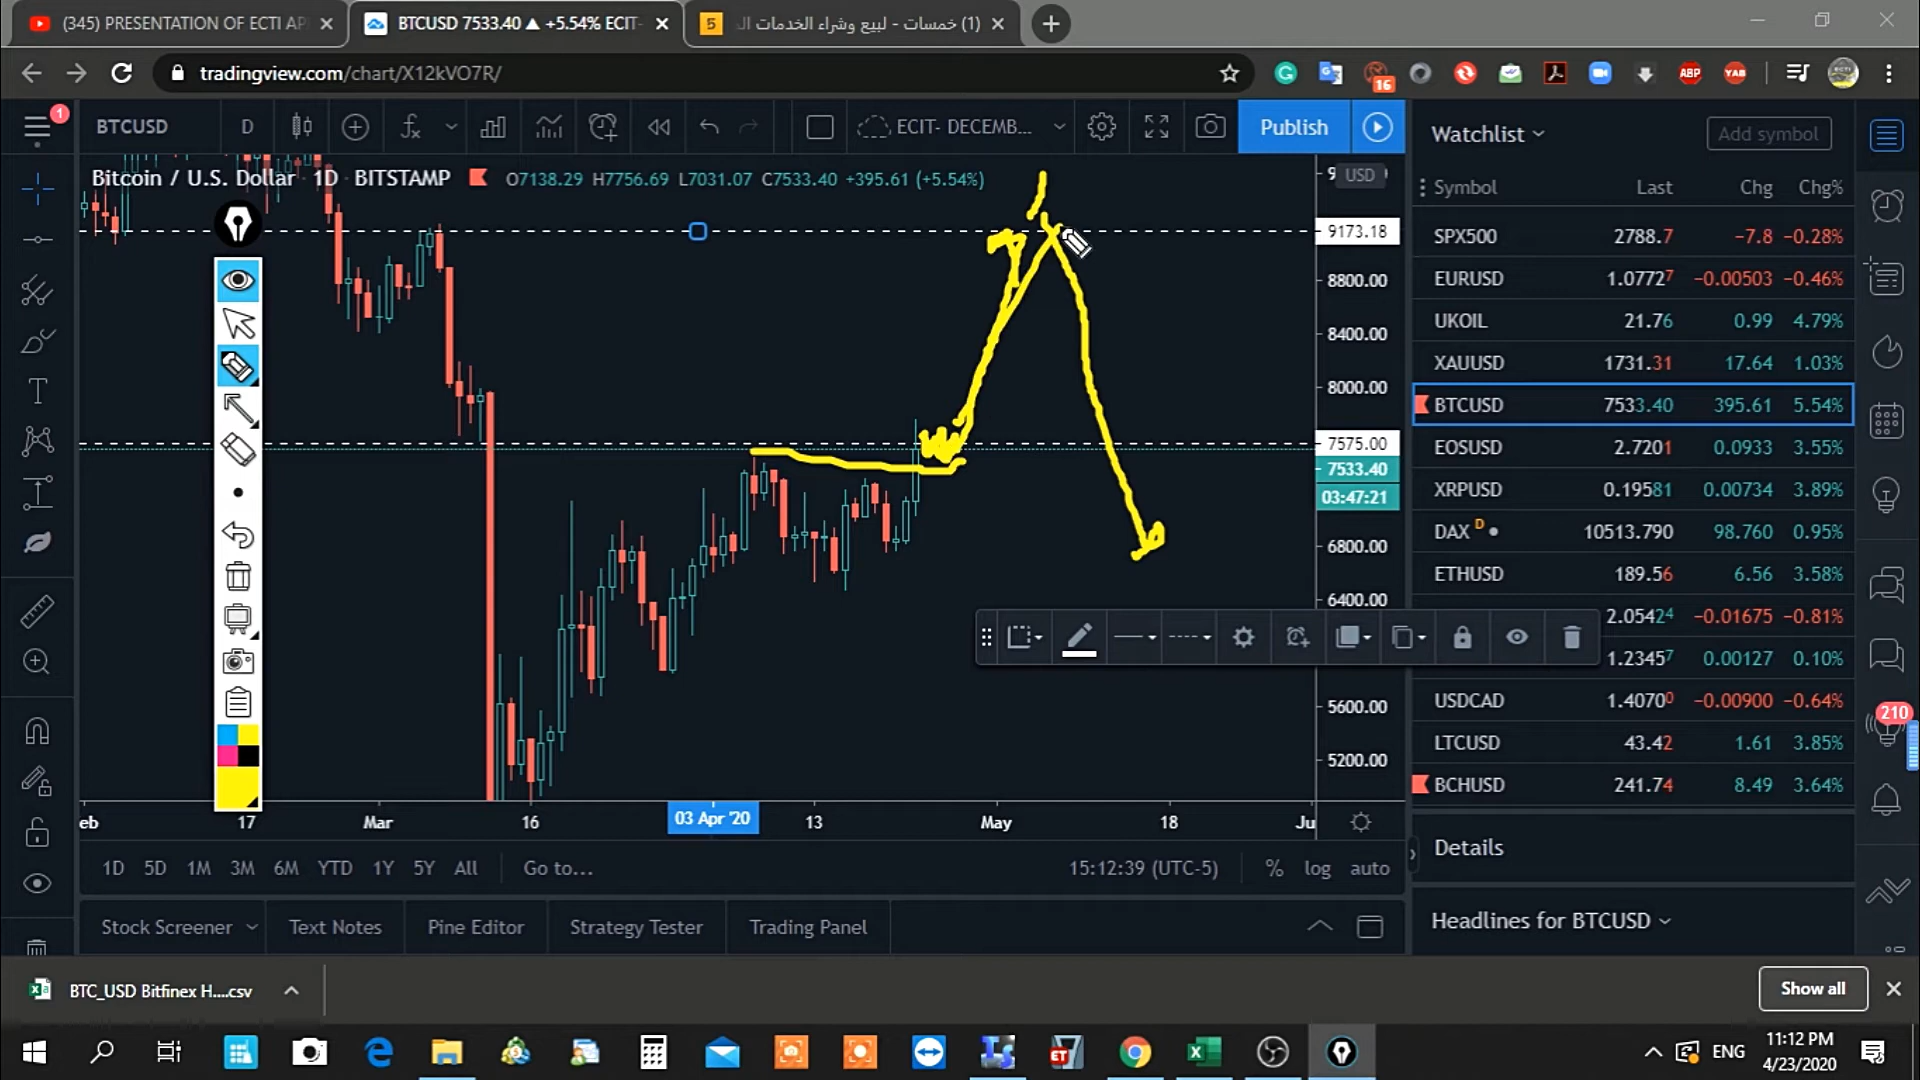 (345) PRESENTATION OF ECTI AP
BTCUSD 7533.40 ▲ +5.54% ECIT-
(1) خمسات - لبيع وشراء الخدمات ال
tradingview.com/chart/X12kVO7R/
16
ABP
YAB
1
BTCUSD
D
ECIT- DECEMB...
Publish
Watchlist
Add symbol
Bitcoin / U.S. Dollar 1D BITSTAMP
O7138.29 H7756.69 L7031.07 C7533.40 +395.61 (+5.54%)
USD
9173.18
8800.00
8400.00
8000.00
7575.00
7533.40
03:47:21
6800.00
6400.00
5600.00
5200.00
Symbol Last Chg Chg%
SPX500 2788.7 −7.8 −0.28%
EURUSD 1.07727 −0.00503 −0.46%
UKOIL 21.76 0.99 4.79%
XAUUSD 1731.31 17.64 1.03%
BTCUSD 7533.40 395.61 5.54%
EOSUSD 2.7201 0.0933 3.55%
XRPUSD 0.19581 0.00734 3.89%
DAX D 10513.790 98.760 0.95%
ETHUSD 189.56 6.56 3.58%
2.05424 −0.01675 −0.81%
1.23457 0.00127 0.10%
USDCAD 1.40700 −0.00900 −0.64%
LTCUSD 43.42 1.61 3.85%
BCHUSD 241.74 8.49 3.64%
210
eb 17 Mar 16 03 Apr '20 13 May 18 Ju
1D 5D 1M 3M 6M YTD 1Y 5Y All Go to...
15:12:39 (UTC-5) % log auto
Details
Stock Screener Text Notes Pine Editor Strategy Tester Trading Panel
Headlines for BTCUSD
BTC_USD Bitfinex H....csv
Show all
ENG
11:12 PM
4/23/2020